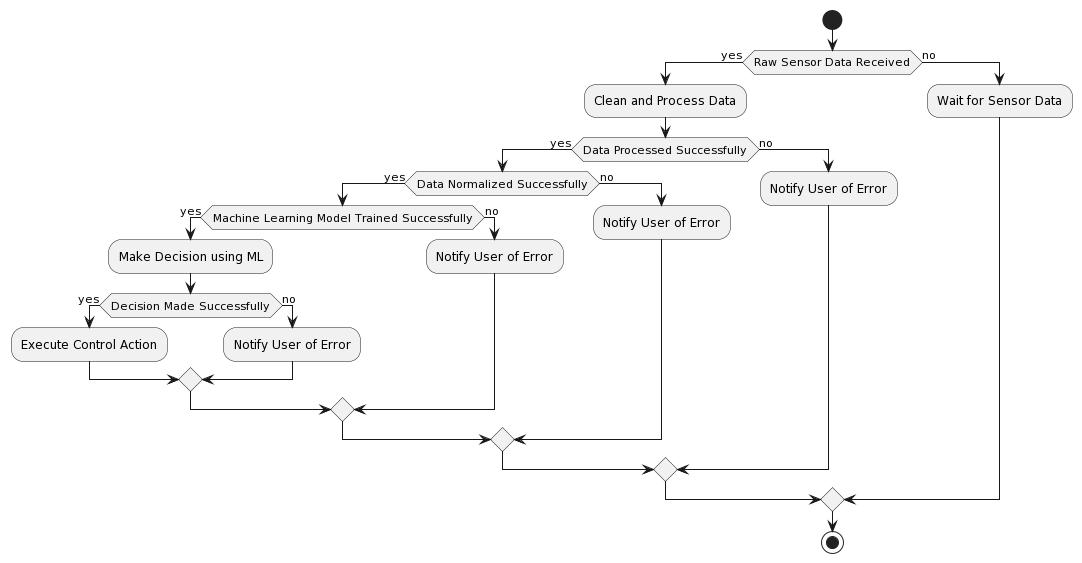 yes
Raw Sensor Data Received
no
Clean and Process Data
Wait for Sensor Data
yes
Data Processed Successfully
no
yes
Data Normalized Successfully
no
Notify User of Error
yes
Machine Learning Model Trained Successfully
no
Notify User of Error
Make Decision using ML
Notify User of Error
yes
Decision Made Successfully
no
Execute Control Action
Notify User of Error